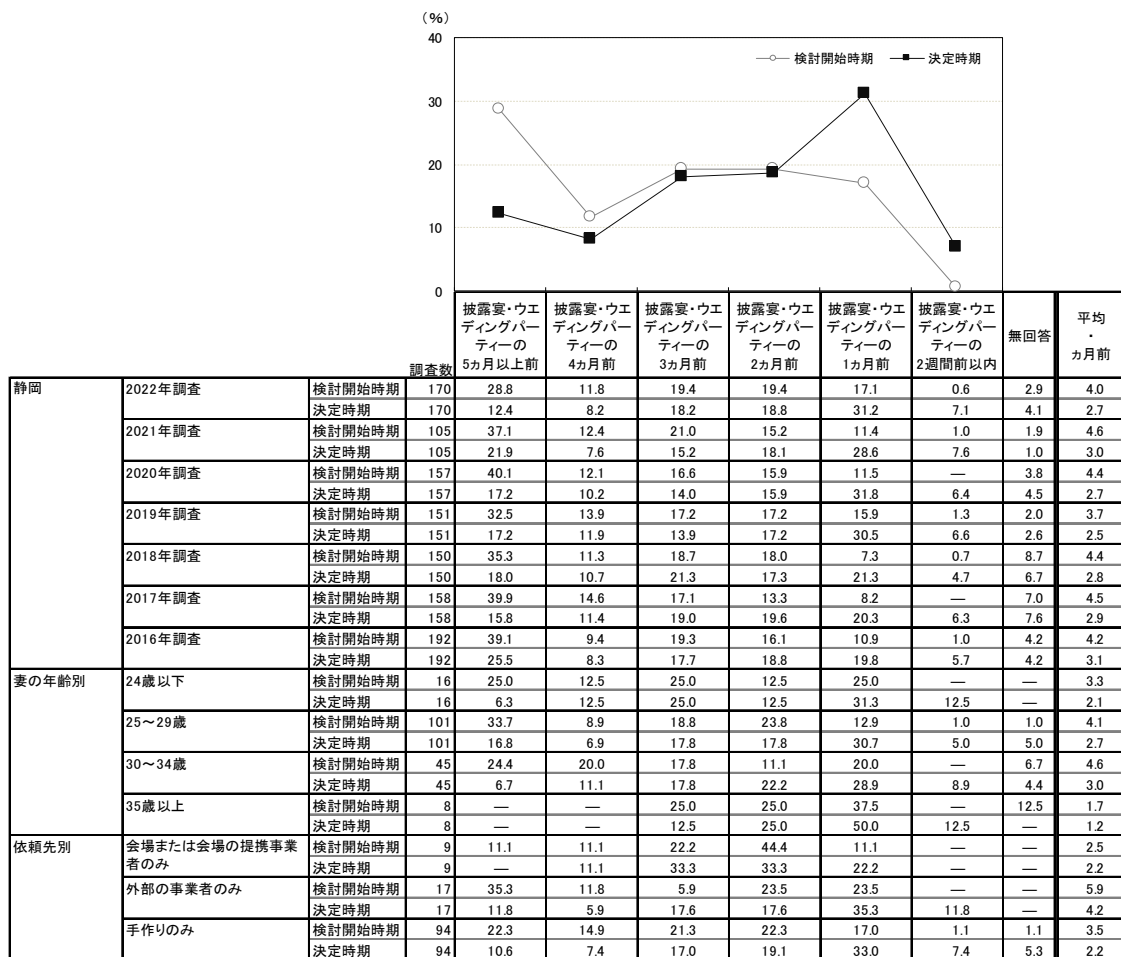 (%)
40
30
20
10
0
検討開始時期 決定時期
調査数
披露宴・ウエ
ディングパー
ティーの
5ヵ月以上前
披露宴・ウエ
ディングパー
ティーの
4ヵ月前
披露宴・ウエ
ディングパー
ティーの
3ヵ月前
披露宴・ウエ
ディングパー
ティーの
2ヵ月前
披露宴・ウエ
ディングパー
ティーの
1ヵ月前
披露宴・ウエ
ディングパー
ティーの
2週間前以内
無回答
平均
・
ヵ月前
静岡 2022年調査 検討開始時期 170 28.8 11.8 19.4 19.4 17.1 0.6 2.9 4.0
決定時期 170 12.4 8.2 18.2 18.8 31.2 7.1 4.1 2.7
2021年調査 検討開始時期 105 37.1 12.4 21.0 15.2 11.4 1.0 1.9 4.6
決定時期 105 21.9 7.6 15.2 18.1 28.6 7.6 1.0 3.0
2020年調査 検討開始時期 157 40.1 12.1 16.6 15.9 11.5 — 3.8 4.4
決定時期 157 17.2 10.2 14.0 15.9 31.8 6.4 4.5 2.7
2019年調査 検討開始時期 151 32.5 13.9 17.2 17.2 15.9 1.3 2.0 3.7
決定時期 151 17.2 11.9 13.9 17.2 30.5 6.6 2.6 2.5
2018年調査 検討開始時期 150 35.3 11.3 18.7 18.0 7.3 0.7 8.7 4.4
決定時期 150 18.0 10.7 21.3 17.3 21.3 4.7 6.7 2.8
2017年調査 検討開始時期 158 39.9 14.6 17.1 13.3 8.2 — 7.0 4.5
決定時期 158 15.8 11.4 19.0 19.6 20.3 6.3 7.6 2.9
2016年調査 検討開始時期 192 39.1 9.4 19.3 16.1 10.9 1.0 4.2 4.2
決定時期 192 25.5 8.3 17.7 18.8 19.8 5.7 4.2 3.1
妻の年齢別 24歳以下 検討開始時期 16 25.0 12.5 25.0 12.5 25.0 — — 3.3
決定時期 16 6.3 12.5 25.0 12.5 31.3 12.5 — 2.1
25～29歳 検討開始時期 101 33.7 8.9 18.8 23.8 12.9 1.0 1.0 4.1
決定時期 101 16.8 6.9 17.8 17.8 30.7 5.0 5.0 2.7
30～34歳 検討開始時期 45 24.4 20.0 17.8 11.1 20.0 — 6.7 4.6
決定時期 45 6.7 11.1 17.8 22.2 28.9 8.9 4.4 3.0
35歳以上 検討開始時期 8 — — 25.0 25.0 37.5 — 12.5 1.7
決定時期 8 — — 12.5 25.0 50.0 12.5 — 1.2
依頼先別 会場または会場の提携事業 検討開始時期 9 11.1 11.1 22.2 44.4 11.1 — — 2.5
者のみ 決定時期 9 — 11.1 33.3 33.3 22.2 — — 2.2
外部の事業者のみ 検討開始時期 17 35.3 11.8 5.9 23.5 23.5 — — 5.9
決定時期 17 11.8 5.9 17.6 17.6 35.3 11.8 — 4.2
手作りのみ 検討開始時期 94 22.3 14.9 21.3 22.3 17.0 1.1 1.1 3.5
決定時期 94 10.6 7.4 17.0 19.1 33.0 7.4 5.3 2.2